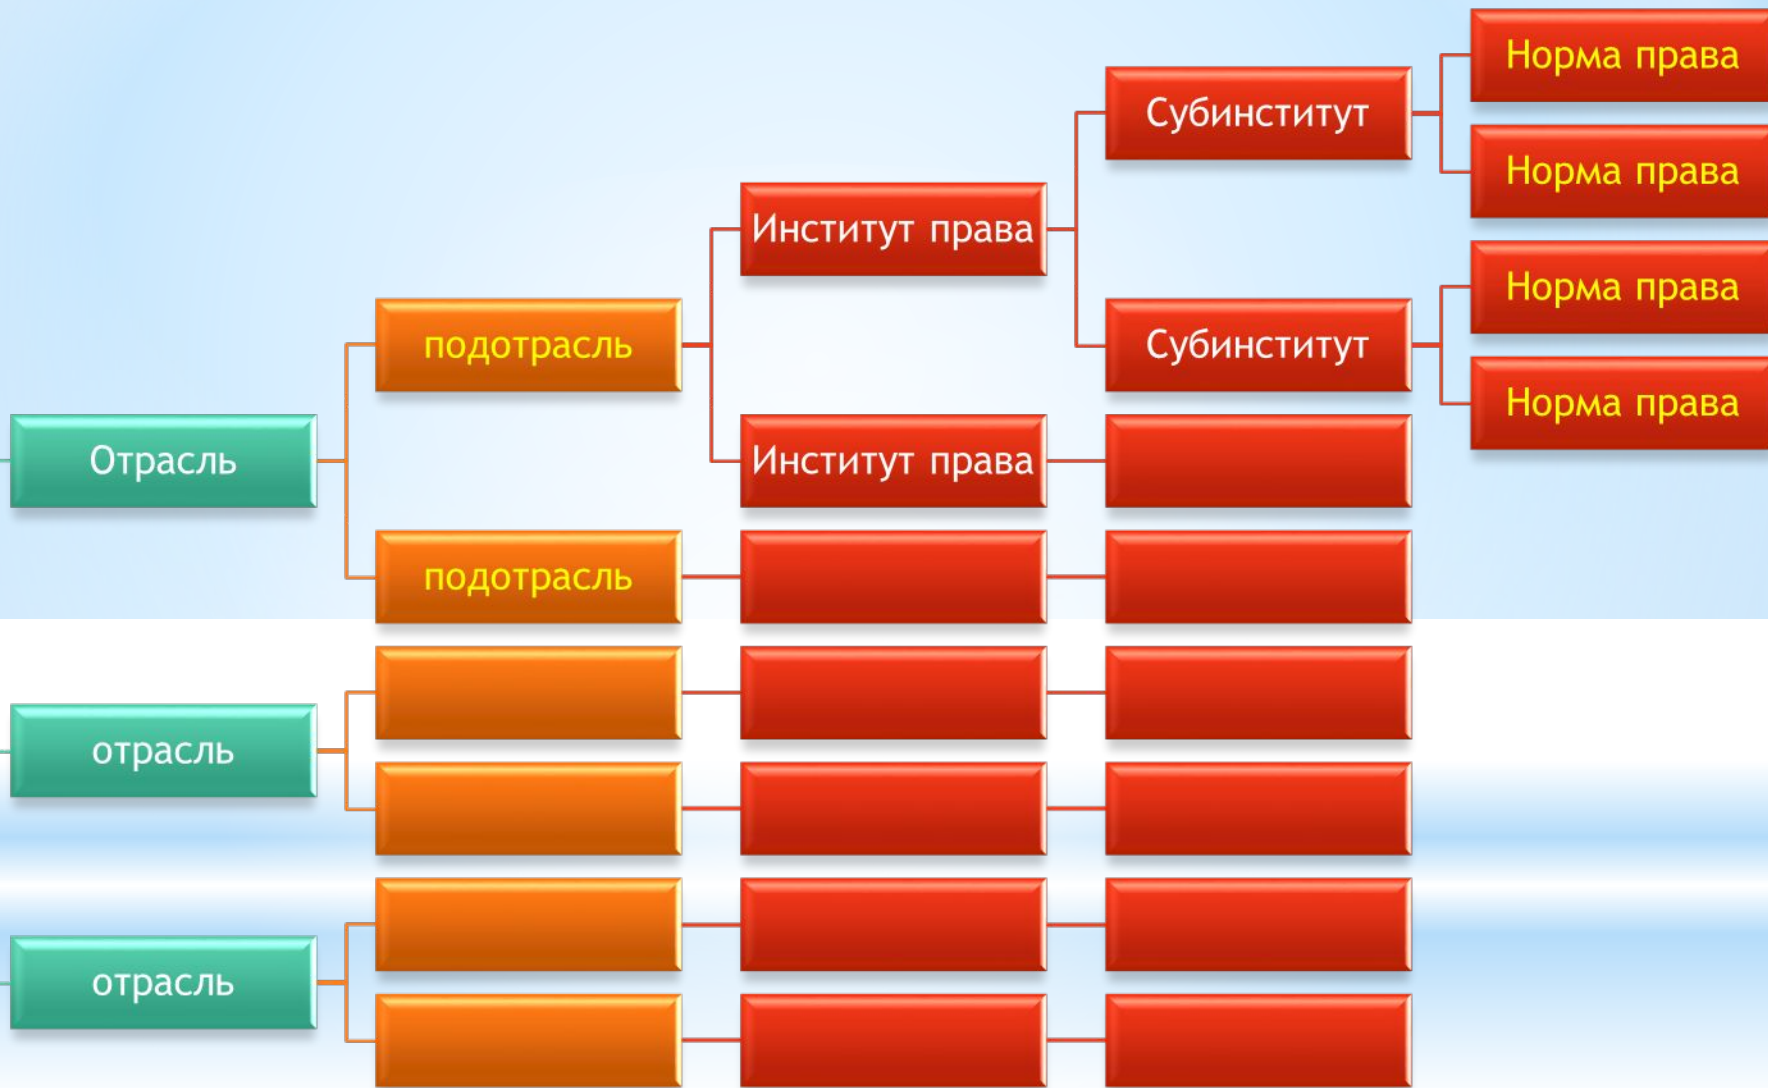 Норма права
Субинститут
Норма права
Институт права
Норма права
подотрасль
Субинститут
Норма права
Отрасль
Институт права
подотрасль
отрасль
отрасль